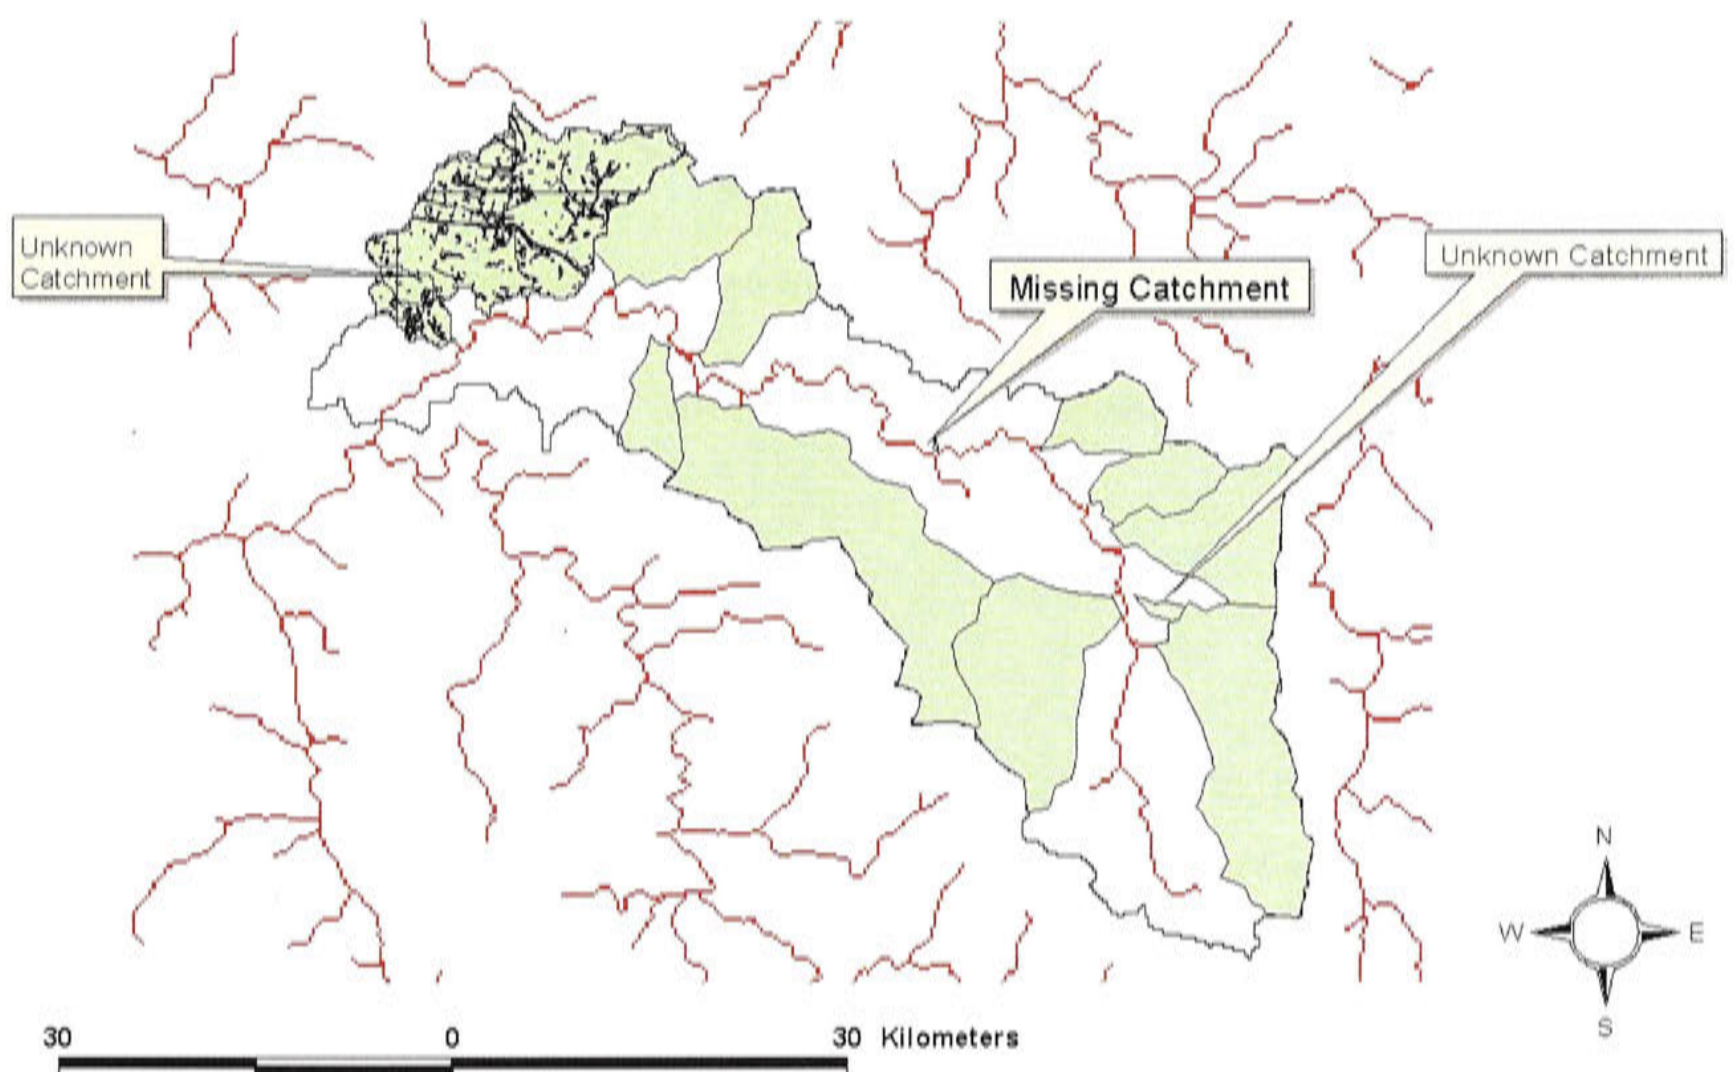 Unknown
Catchment
Missing Catchment
Unknown Catchment
N
W
E
S
30 0 30 Kilometers